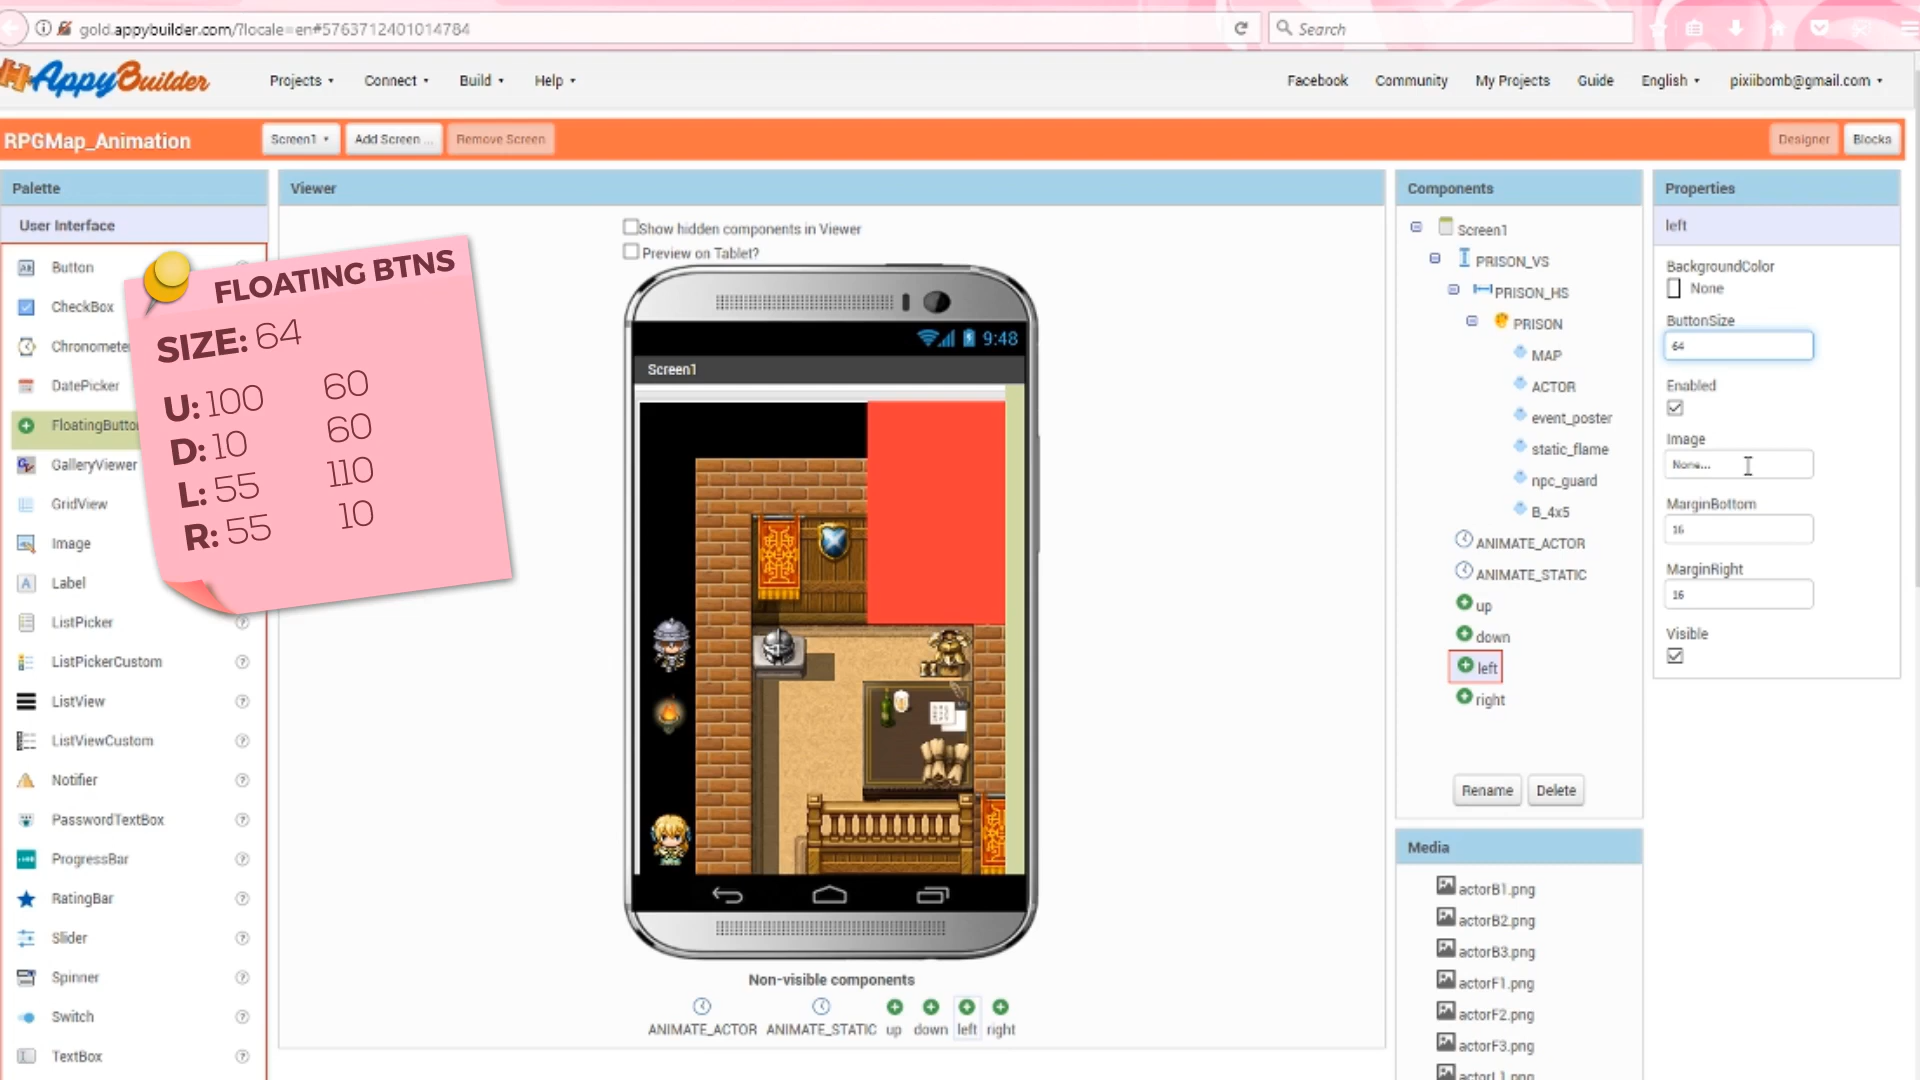 gold.appybuilder.com/?locale=en#5763712401014784
Search
AppyBuilder
Projects
Connect
Build
Help
Facebook
Community
My Projects
Guide
English
pixiibomb@gmail.com
RPGMap_Animation
Screen1
Add Screen ...
Remove Screen
Designer
Blocks
Palette
User Interface
Button
CheckBox
Chronomete
DatePicker
FloatingButto
GalleryViewer
GridView
Image
Label
ListPicker
ListPickerCustom
ListView
ListViewCustom
Notifier
PasswordTextBox
ProgressBar
RatingBar
Slider
Spinner
Switch
TextBox
FLOATING BTNS
SIZE: 64
U: 100 60
D: 10 60
L: 55 110
R: 55 10
Viewer
Show hidden components in Viewer
Preview on Tablet?
9:48
Screen1
Non-visible components
ANIMATE_ACTOR
ANIMATE_STATIC
up
down
left
right
Components
Screen1
PRISON_VS
PRISON_HS
PRISON
MAP
ACTOR
event_poster
static_flame
npc_guard
B_4x5
ANIMATE_ACTOR
ANIMATE_STATIC
up
down
left
right
Rename
Delete
Media
actorB1.png
actorB2.png
actorB3.png
actorF1.png
actorF2.png
actorF3.png
actorL1.png
Properties
left
BackgroundColor
None
ButtonSize
64
Enabled
Image
None...
MarginBottom
16
MarginRight
16
Visible